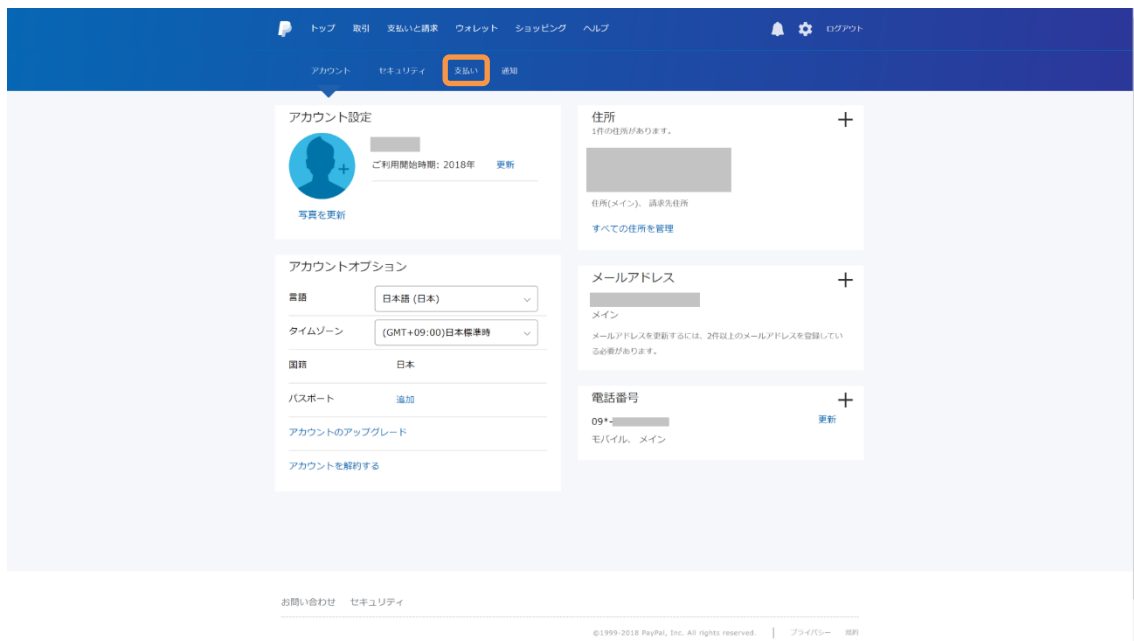 トップ 取引 支払いと請求 ウォレット ショッピング ヘルプ ログアウト
アカウント セキュリティ 支払い 通知
アカウント設定
ご利用開始時期: 2018年 更新
写真を更新
アカウントオプション
言語 日本語 (日本)
タイムゾーン (GMT+09:00)日本標準時
国籍 日本
パスポート 追加
アカウントのアップグレード
アカウントを解約する
住所
1件の住所があります。
住所(メイン)、 請求先住所
すべての住所を管理
メールアドレス
メイン
メールアドレスを更新するには、2件以上のメールアドレスを登録してい
る必要があります。
電話番号
09*-
更新
モバイル、 メイン
お問い合わせ セキュリティ
©1999-2018 PayPal, Inc. All rights reserved. | プライバシー 規約